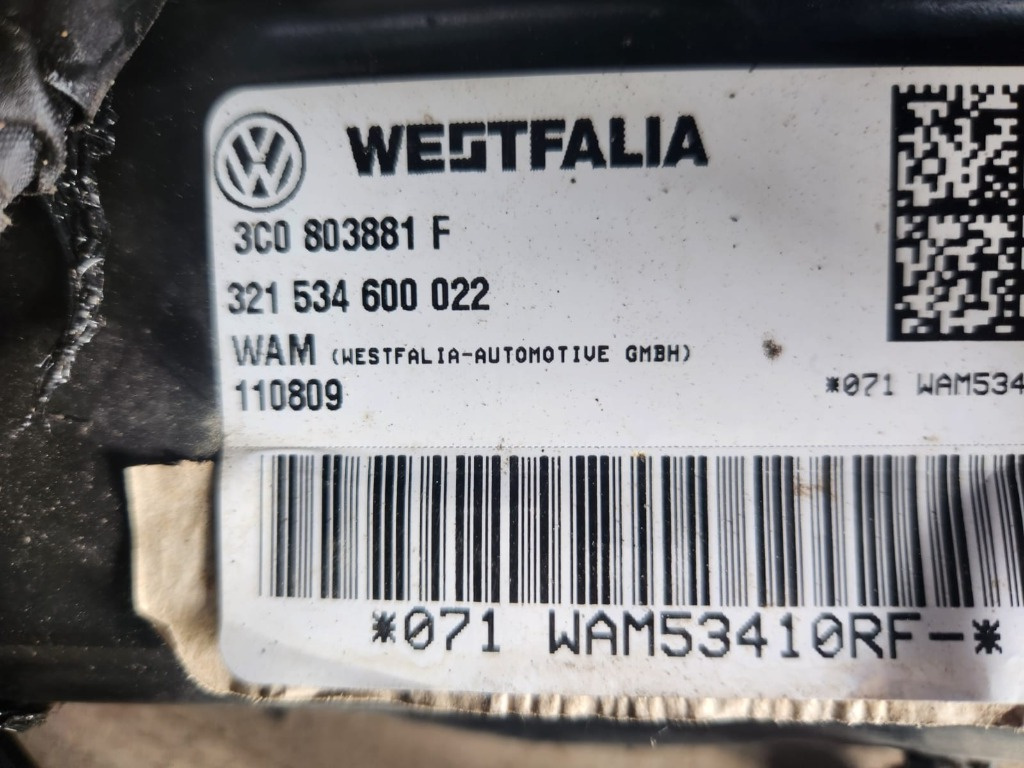 WESTFALIA
3C0 803881 F
321 534 600 022
WAM (WESTFALIA-AUTOMOTIVE GMBH)
110809
*071 WAM534
*071 WAM53410RF-*